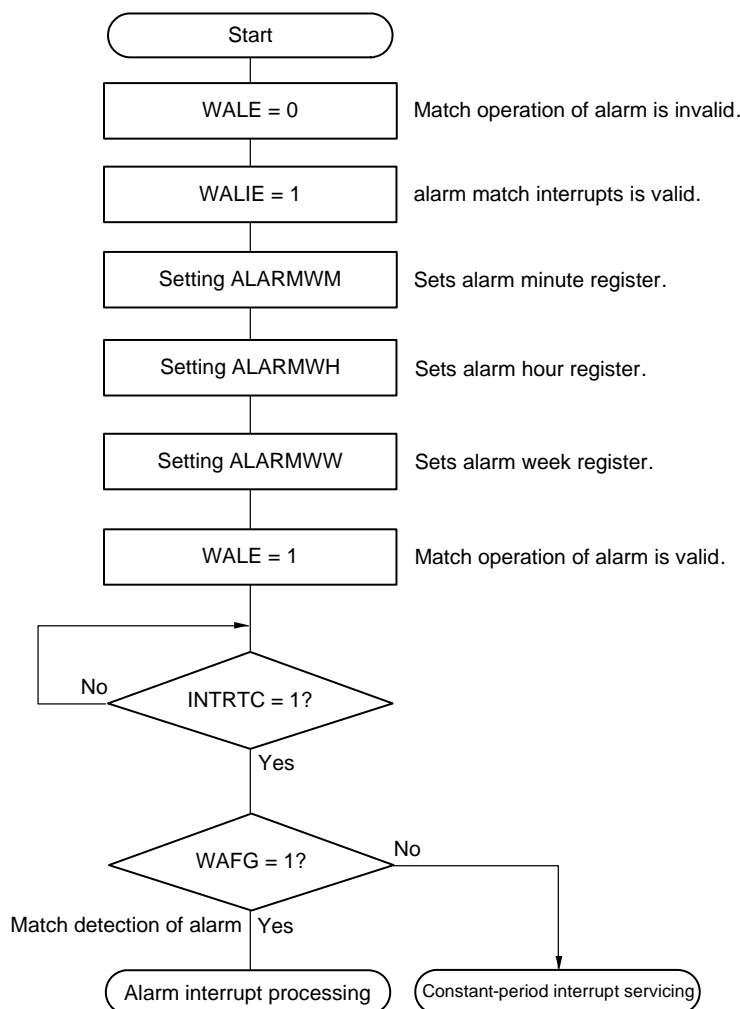 Start
WALE = 0
Match operation of alarm is invalid.
WALIE = 1
alarm match interrupts is valid.
Setting ALARMWM
Sets alarm minute register.
Setting ALARMWH
Sets alarm hour register.
Setting ALARMWW
Sets alarm week register.
WALE = 1
Match operation of alarm is valid.
No
INTRTC = 1?
Yes
WAFG = 1?
No
Match detection of alarm
Yes
Alarm interrupt processing
Constant-period interrupt servicing